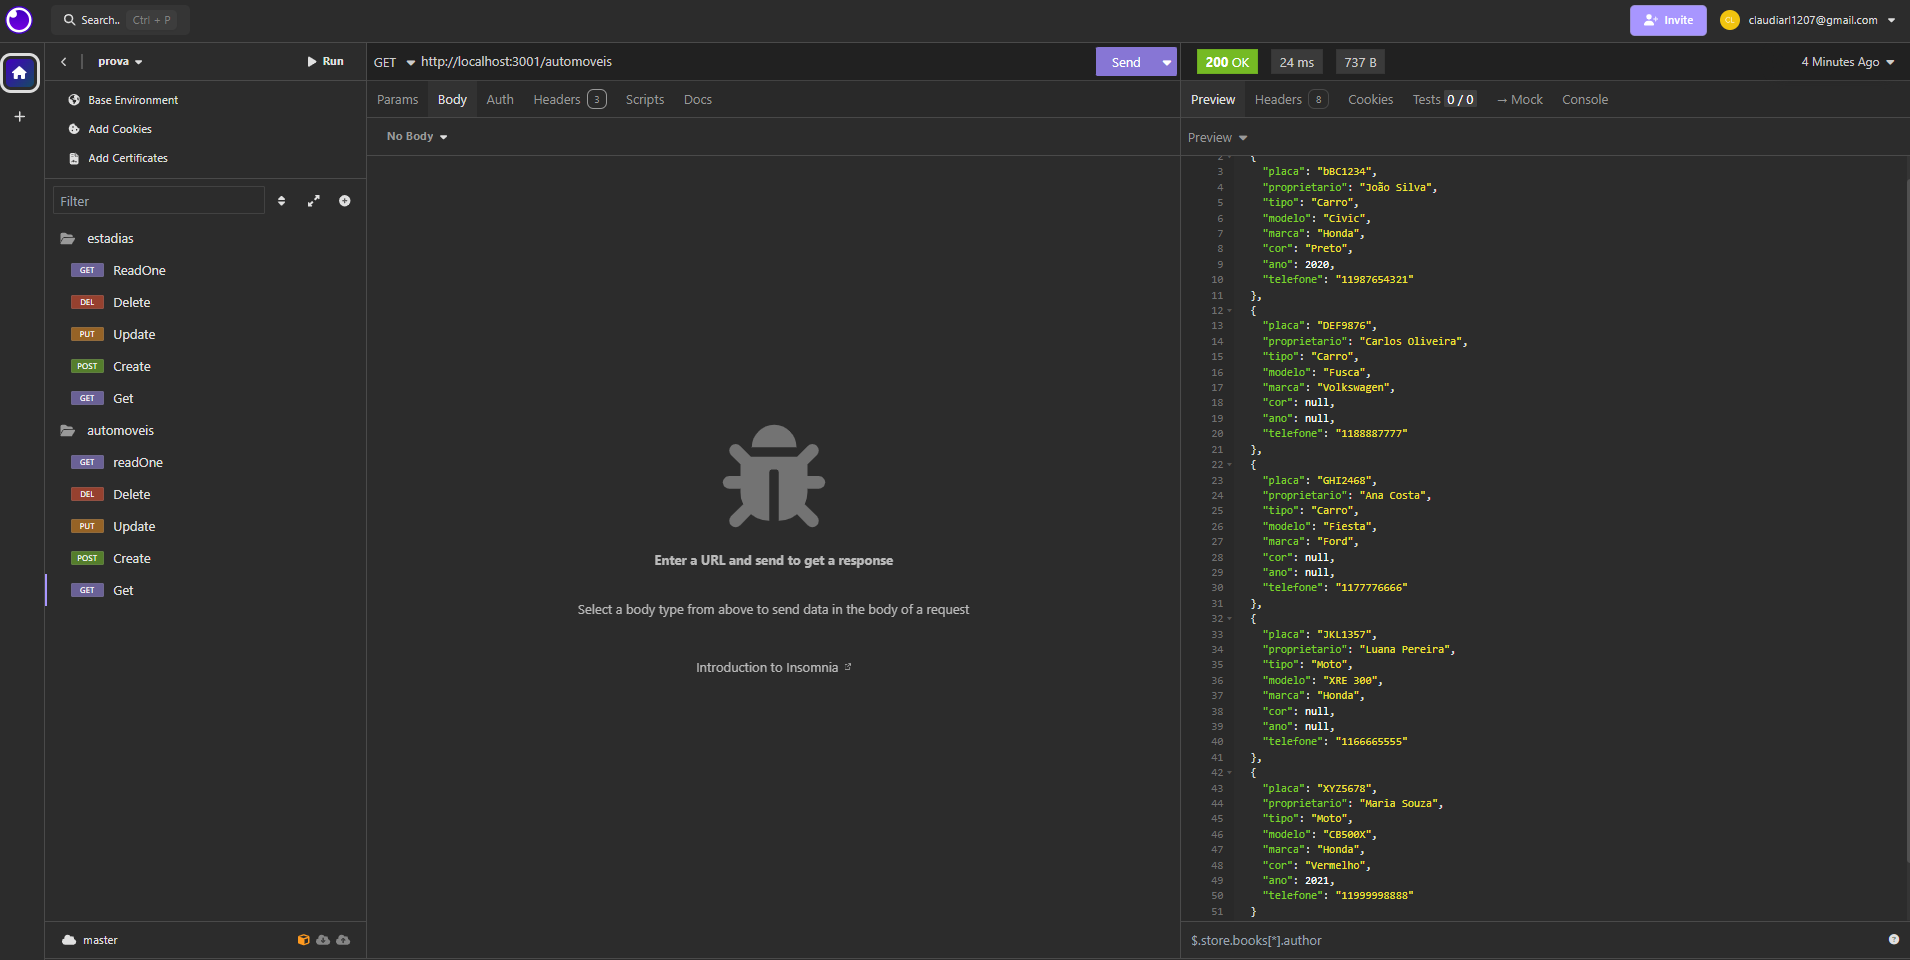 Search.. Ctrl + P
Invite
CL claudiarl1207@gmail.com
prova
Run
GET http://localhost:3001/automoveis
Send
200 OK 24 ms 737 B
4 Minutes Ago
Base Environment
Add Cookies
Add Certificates
Filter
estadias
GET ReadOne
DEL Delete
PUT Update
POST Create
GET Get
automoveis
GET readOne
DEL Delete
PUT Update
POST Create
GET Get
master
Params Body Auth Headers 3 Scripts Docs
No Body
Enter a URL and send to get a response
Select a body type from above to send data in the body of a request
Introduction to Insomnia
Preview Headers 8 Cookies Tests 0 / 0 → Mock Console
Preview
2 {
3 "placa": "bBC1234",
4 "proprietario": "João Silva",
5 "tipo": "Carro",
6 "modelo": "Civic",
7 "marca": "Honda",
8 "cor": "Preto",
9 "ano": 2020,
10 "telefone": "11987654321"
11 },
12 {
13 "placa": "DEF9876",
14 "proprietario": "Carlos Oliveira",
15 "tipo": "Carro",
16 "modelo": "Fusca",
17 "marca": "Volkswagen",
18 "cor": null,
19 "ano": null,
20 "telefone": "1188887777"
21 },
22 {
23 "placa": "GHI2468",
24 "proprietario": "Ana Costa",
25 "tipo": "Carro",
26 "modelo": "Fiesta",
27 "marca": "Ford",
28 "cor": null,
29 "ano": null,
30 "telefone": "1177776666"
31 },
32 {
33 "placa": "JKL1357",
34 "proprietario": "Luana Pereira",
35 "tipo": "Moto",
36 "modelo": "XRE 300",
37 "marca": "Honda",
38 "cor": null,
39 "ano": null,
40 "telefone": "1166665555"
41 },
42 {
43 "placa": "XYZ5678",
44 "proprietario": "Maria Souza",
45 "tipo": "Moto",
46 "modelo": "CB500X",
47 "marca": "Honda",
48 "cor": "Vermelho",
49 "ano": 2021,
50 "telefone": "11999998888"
51 }
$.store.books[*].author